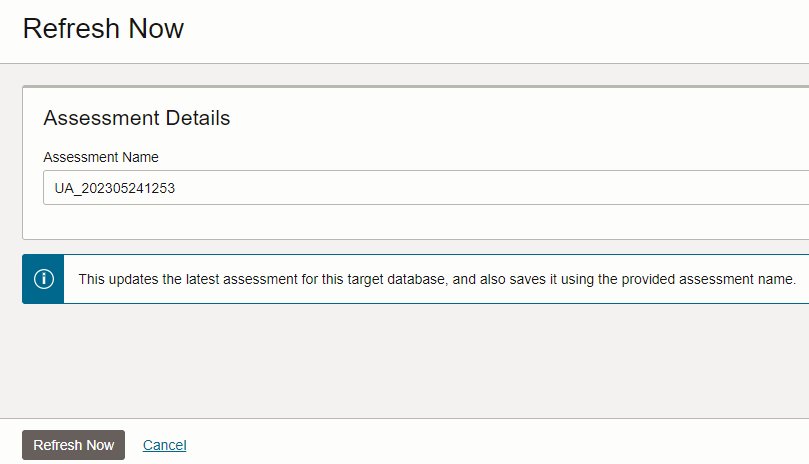 Refresh Now
Assessment Details
Assessment Name
UA_202305241253
This updates the latest assessment for this target database, and also saves it using the provided assessment name.
Refresh Now
Cancel